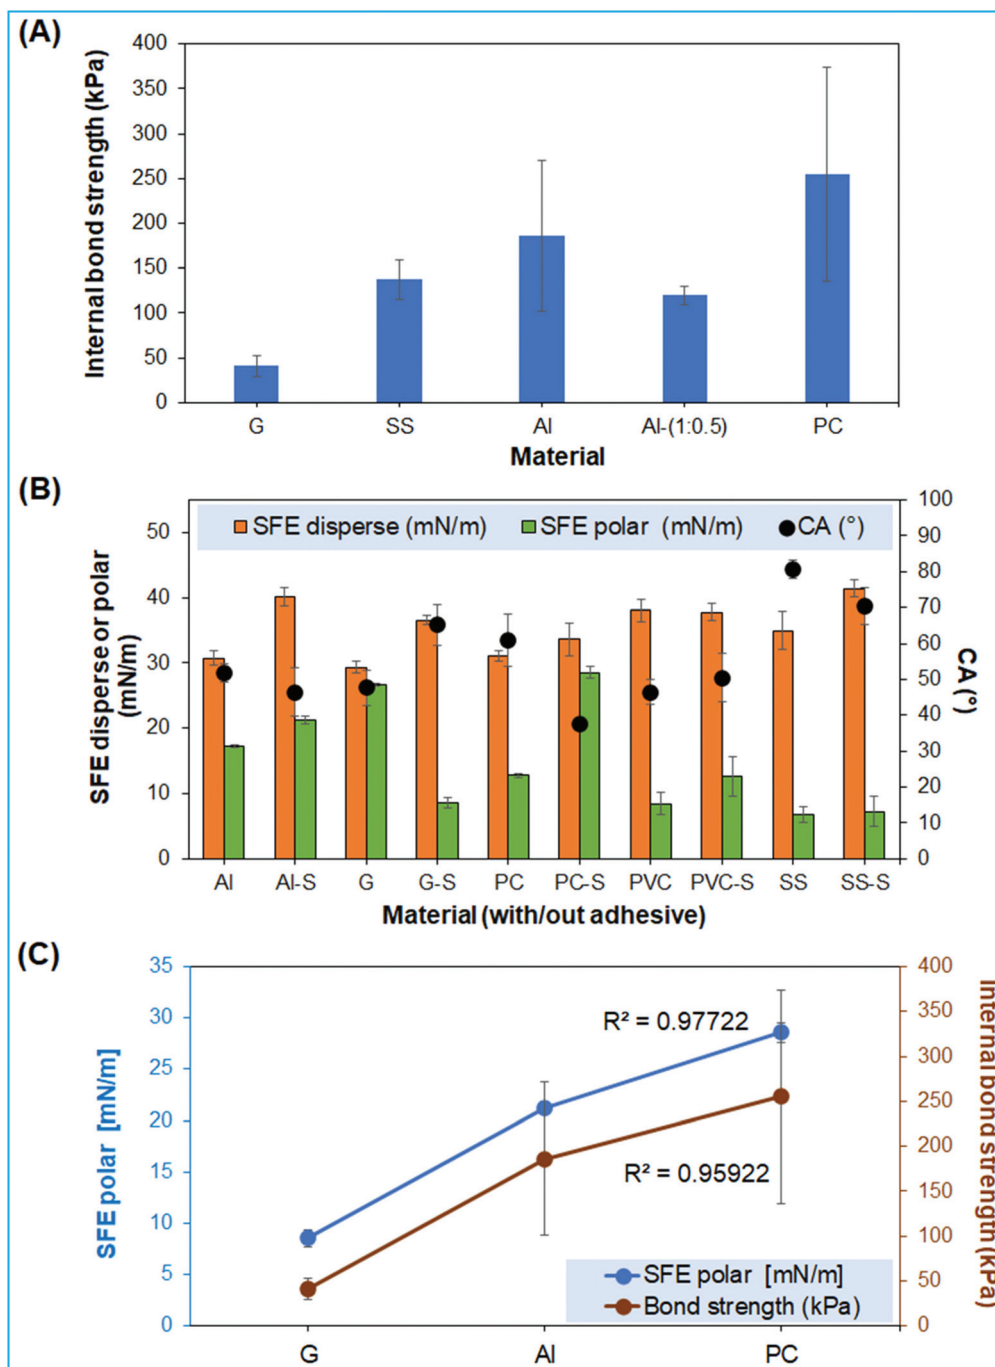 (A)
Internal bond strength (kPa)
400
350
300
250
200
150
100
50
0
G SS Al Al-(1:0.5) PC
Material
(B)
SFE disperse or polar
(mN/m)
50
40
30
20
10
0
SFE disperse (mN/m) SFE polar (mN/m) CA (°)
100
90
80
70
60
50
40
30
20
10
0
CA (°)
Al Al-S G G-S PC PC-S PVC PVC-S SS SS-S
Material (with/out adhesive)
(C)
SFE polar [mN/m]
35
30
25
20
15
10
5
0
R² = 0.97722
R² = 0.95922
SFE polar [mN/m]
Bond strength (kPa)
400
350
300
250
200
150
100
50
0
Internal bond strength (KPa)
G Al PC